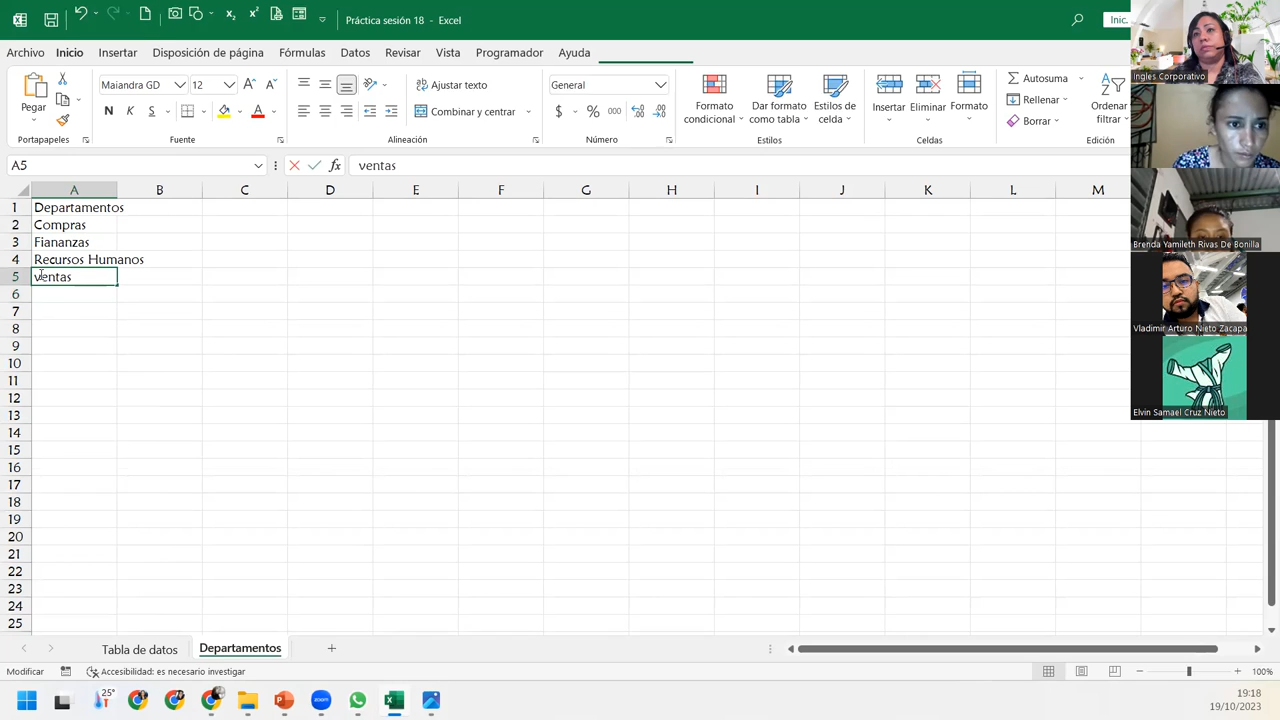 Práctica sesión 18 - Excel
Inic.
Archivo Inicio Insertar Disposición de página Fórmulas Datos Revisar Vista Programador Ayuda
Pegar
Maiandra GD 12
N K S
Ajustar texto
Combinar y centrar
General
$ % 000
Formato condicional
Dar formato como tabla
Estilos de celda
Insertar
Eliminar
Formato
Autosuma
Rellenar
Borrar
Ordenar filtrar
Portapapeles Fuente Alineación Número Estilos Celdas Edición
A5 fx ventas
A B C D E F G H I J K L M
1 Departamentos
2 Compras
3 Fiananzas
4 Recursos Humanos
5 ventas
6
7
8
9
10
11
12
13
14
15
16
17
18
19
20
21
22
23
24
25
Ingles Corporativo
Brenda Yamileth Rivas De Bonilla
Vladimir Arturo Nieto Zacapa
Elvin Samael Cruz Nieto
Tabla de datos Departamentos +
Modificar Accesibilidad: es necesario investigar 100%
25°
zoom
19:18
19/10/2023